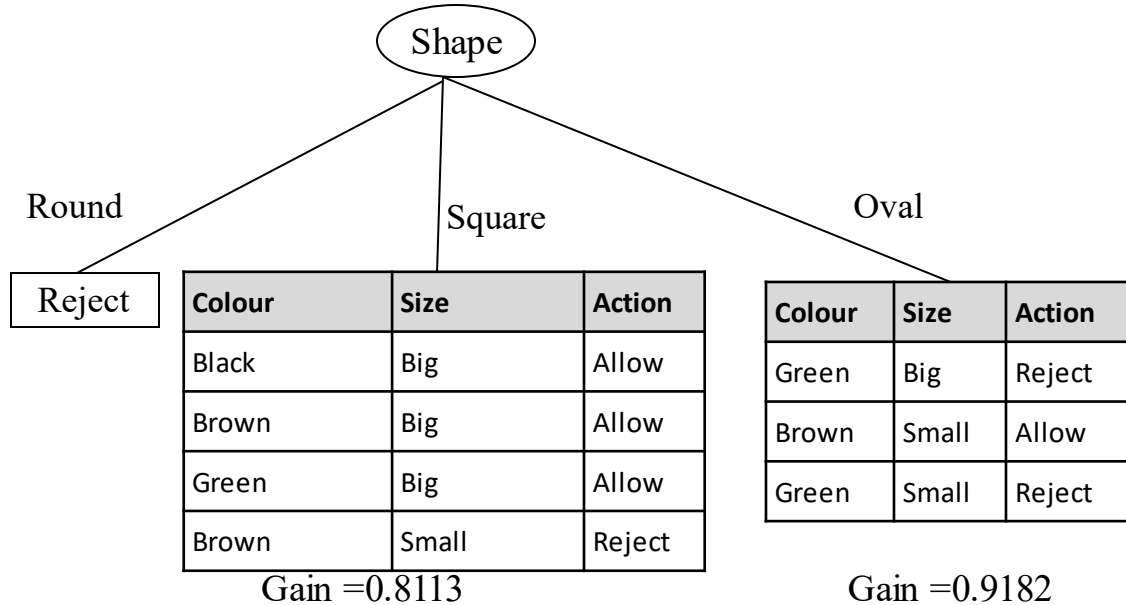 Shape
Round
Square
Oval
Reject
Colour Size Action
Black Big Allow
Brown Big Allow
Green Big Allow
Brown Small Reject
Gain =0.8113
Colour Size Action
Green Big Reject
Brown Small Allow
Green Small Reject
Gain =0.9182